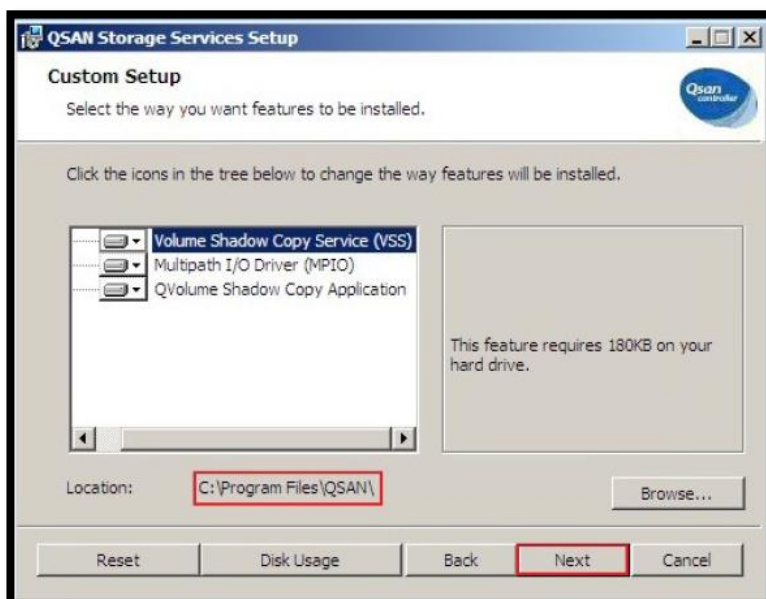 QSAN Storage Services Setup
Custom Setup
Select the way you want features to be installed.
Qsan
controller
Click the icons in the tree below to change the way features will be installed.
Volume Shadow Copy Service (VSS)
Multipath I/O Driver (MPIO)
QVolume Shadow Copy Application
This feature requires 180KB on your
hard drive.
Location:
C:\Program Files\QSAN\
Browse...
Reset
Disk Usage
Back
Next
Cancel